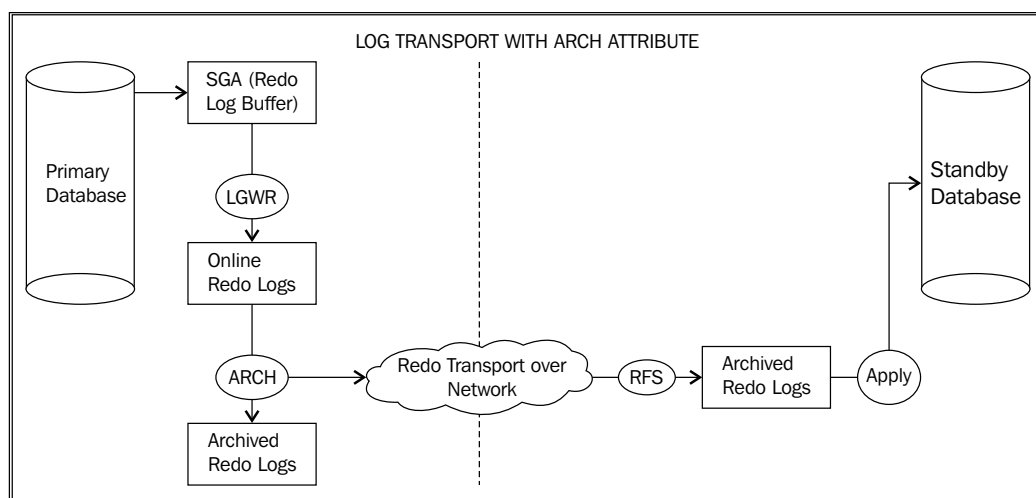 LOG TRANSPORT WITH ARCH ATTRIBUTE
Primary
Database
SGA (Redo
Log Buffer)
LGWR
Online
Redo Logs
ARCH
Archived
Redo Logs
Redo Transport over
Network
RFS
Archived
Redo Logs
Apply
Standby
Database